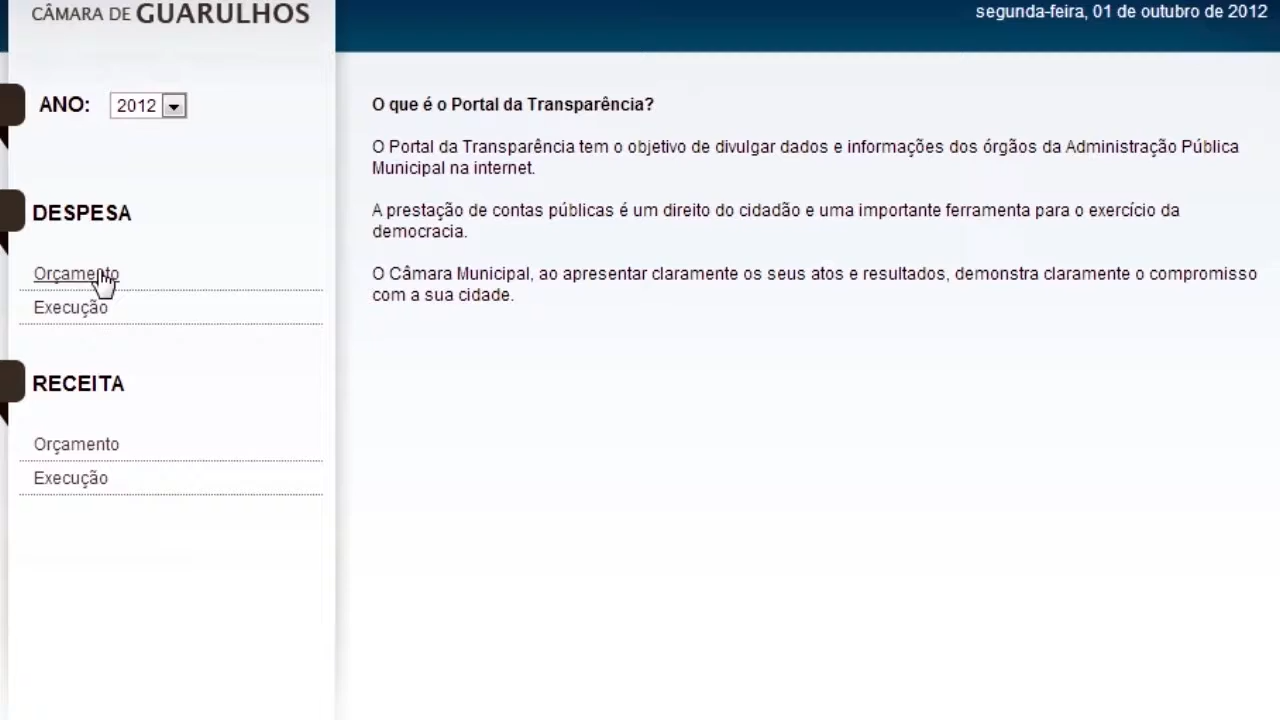 CÂMARA DE GUARULHOS
segunda-feira, 01 de outubro de 2012
ANO: 2012
DESPESA
Orçamento
Execução
RECEITA
Orçamento
Execução
O que é o Portal da Transparência?
O Portal da Transparência tem o objetivo de divulgar dados e informações dos órgãos da Administração Pública
Municipal na internet.
A prestação de contas públicas é um direito do cidadão e uma importante ferramenta para o exercício da
democracia.
O Câmara Municipal, ao apresentar claramente os seus atos e resultados, demonstra claramente o compromisso
com a sua cidade.